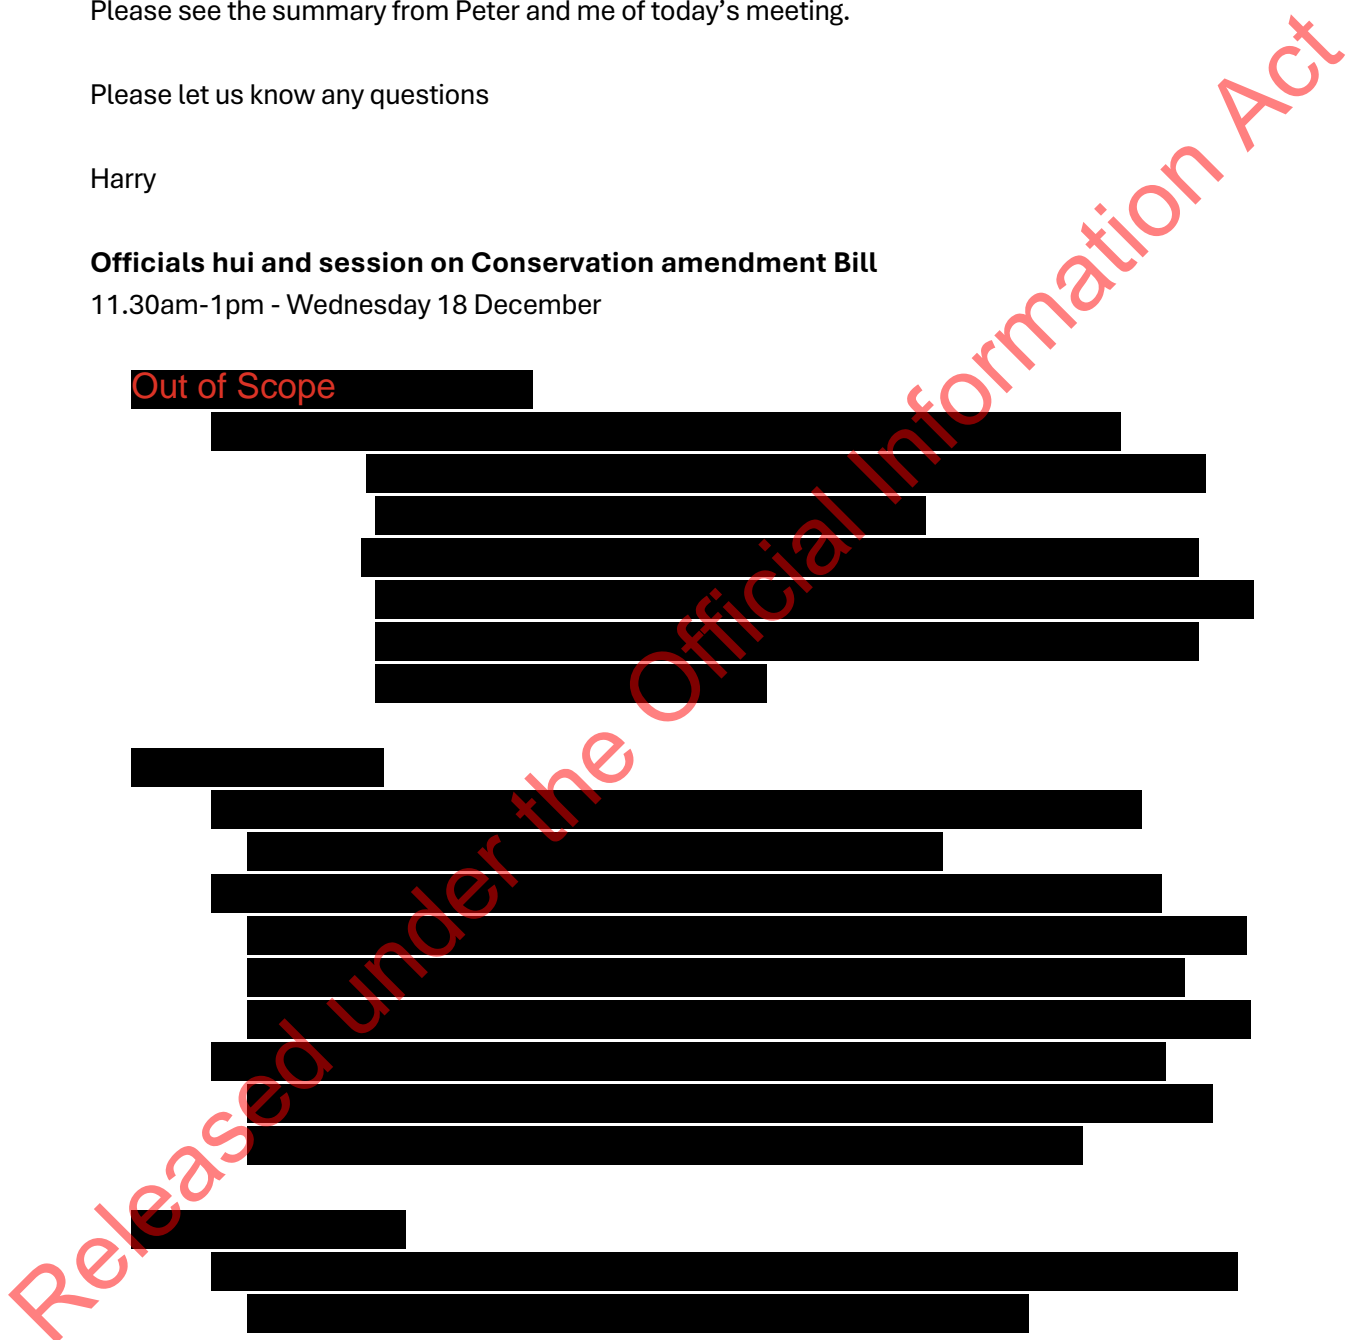 Please see the summary from Peter and me of today’s meeting.
Please let us know any questions
Harry
Officials hui and session on Conservation amendment Bill
11.30am-1pm - Wednesday 18 December
Out of Scope
Released under the Official Information Act